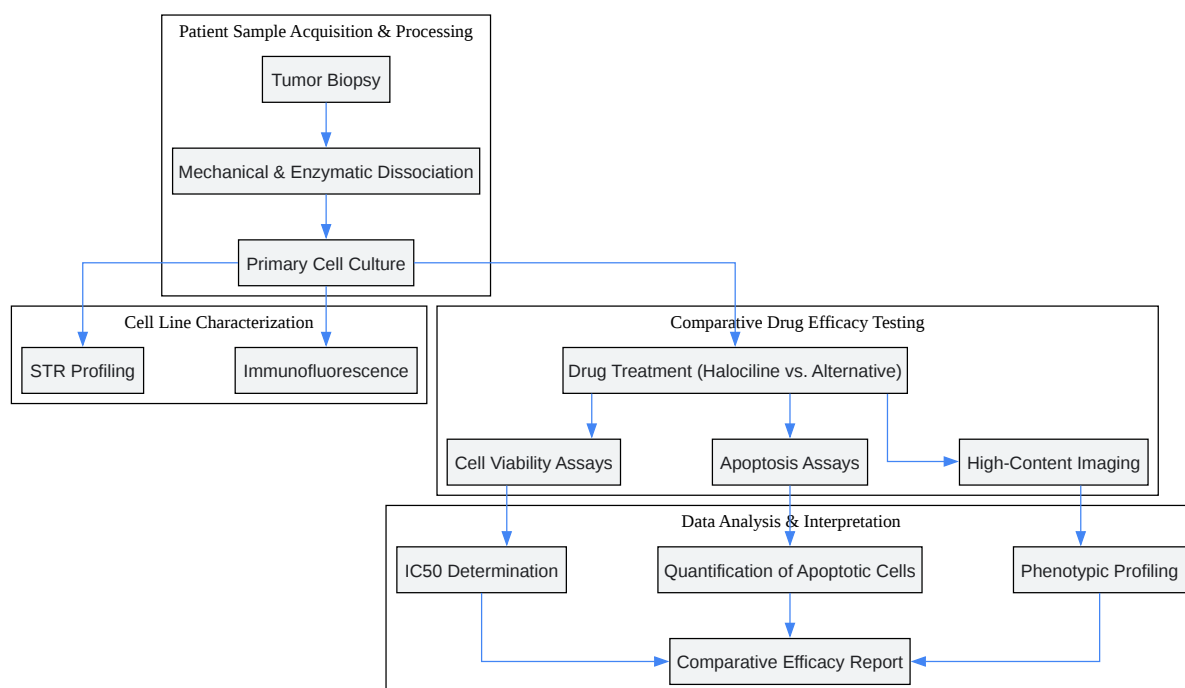 Patient Sample Acquisition & Processing
Tumor Biopsy
Mechanical & Enzymatic Dissociation
Primary Cell Culture
Cell Line Characterization
STR Profiling
Immunofluorescence
Comparative Drug Efficacy Testing
Drug Treatment (Halociline vs. Alternative)
Cell Viability Assays
Apoptosis Assays
High-Content Imaging
Data Analysis & Interpretation
IC50 Determination
Quantification of Apoptotic Cells
Phenotypic Profiling
Comparative Efficacy Report